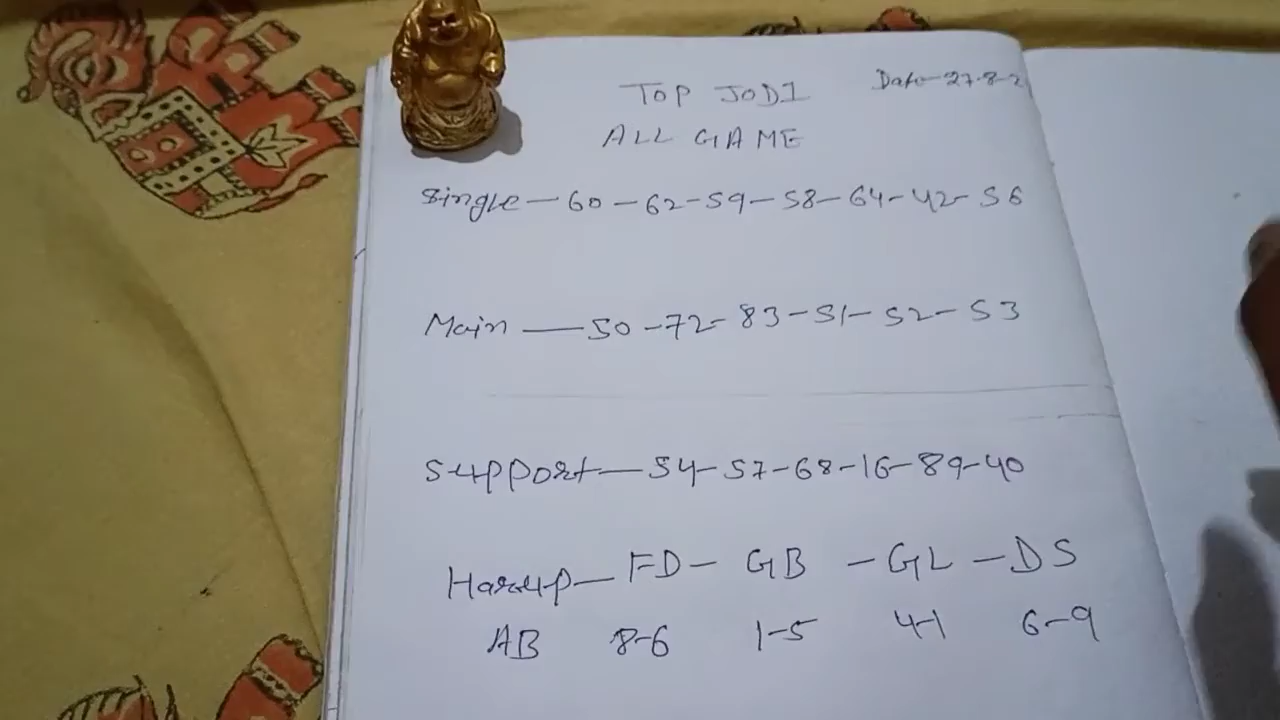 TOP JODI Date-27-8-2
ALL GAME
Single-60-62-59-58-64-42-56
Main-50-72-83-51-52-53
Support-54-57-68-16-89-40
Harup-FD-GB-GL-DS
AB 8-6 1-5 4-1 6-9